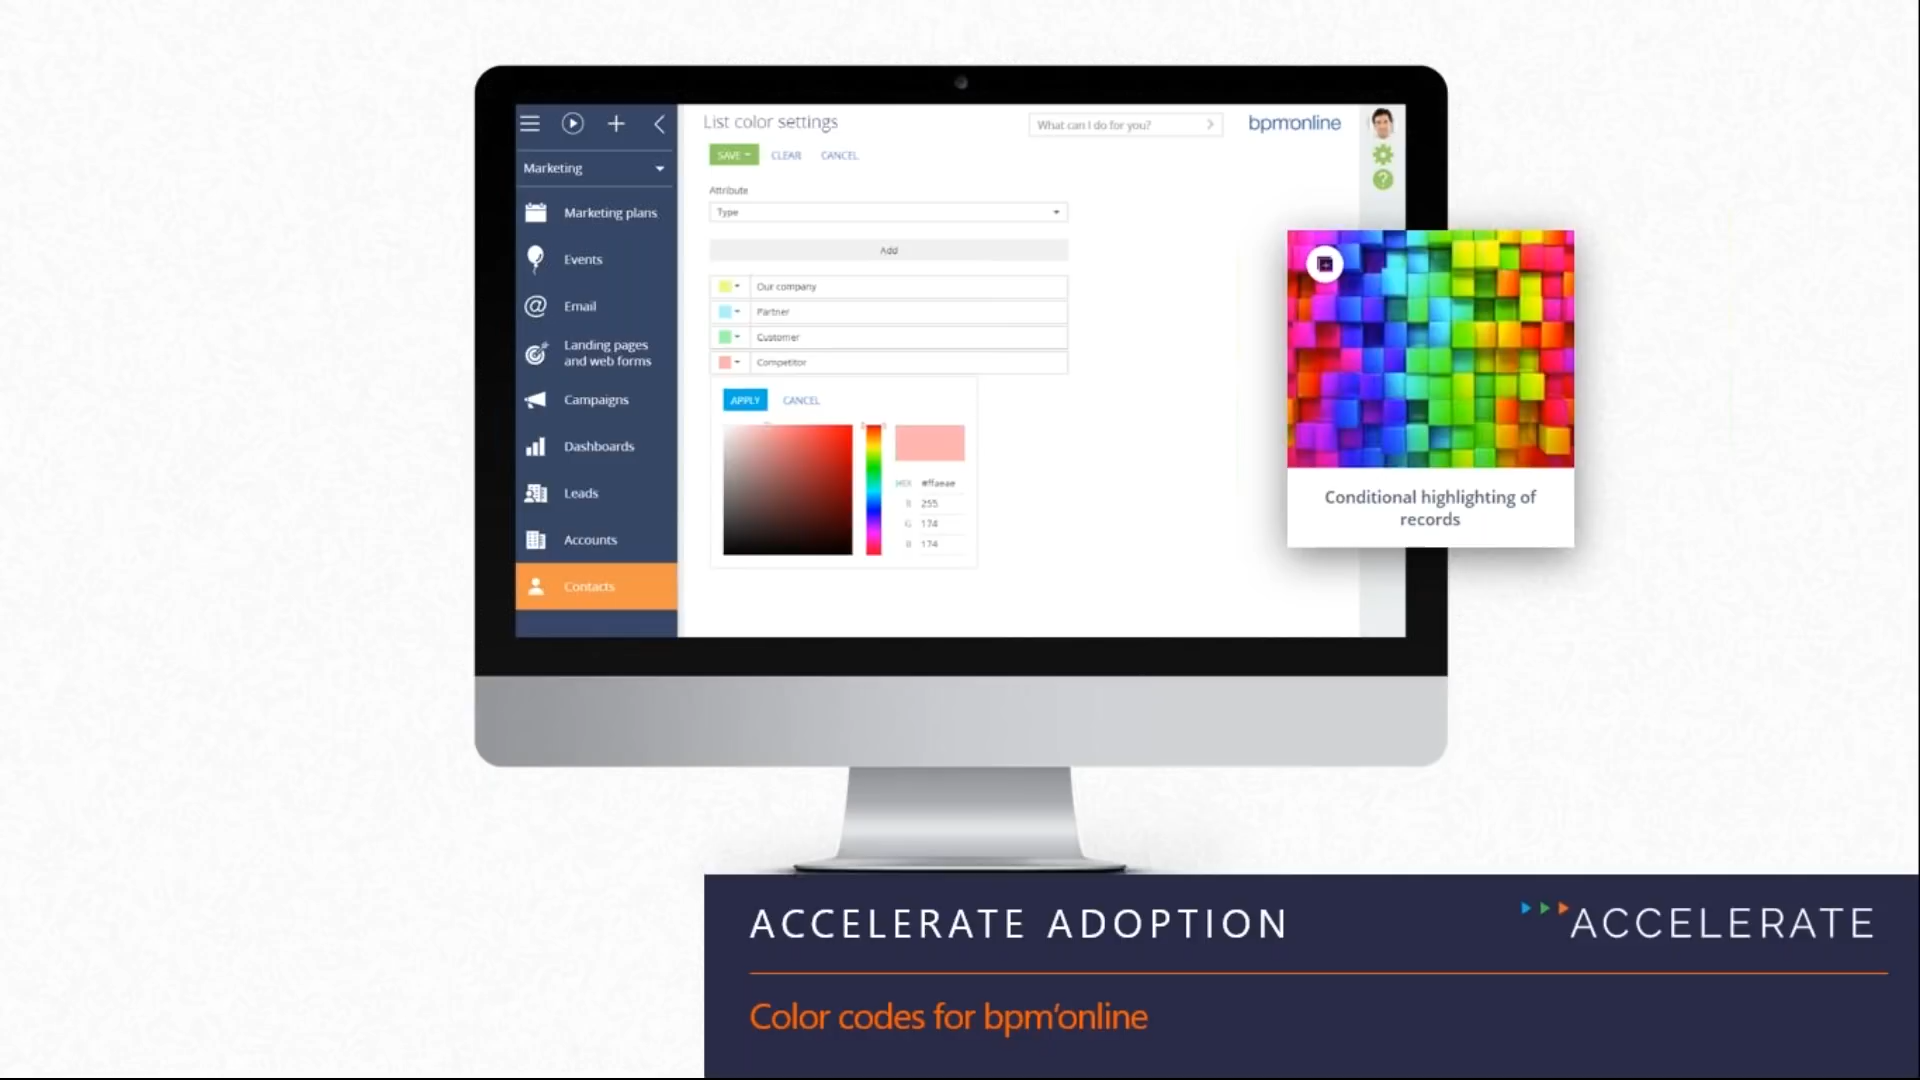 List color settings
What can I do for you?
bpm'online
SAVE
CLEAR
CANCEL
Marketing
Marketing plans
Events
Email
Landing pages
and web forms
Campaigns
Dashboards
Leads
Accounts
Contacts
Attribute
Type
Add
Our company
Partner
Customer
Competitor
APPLY
CANCEL
HEX #ffaeae
R 255
G 174
B 174
Conditional highlighting of
records
ACCELERATE ADOPTION
ACCELERATE
Color codes for bpm'online